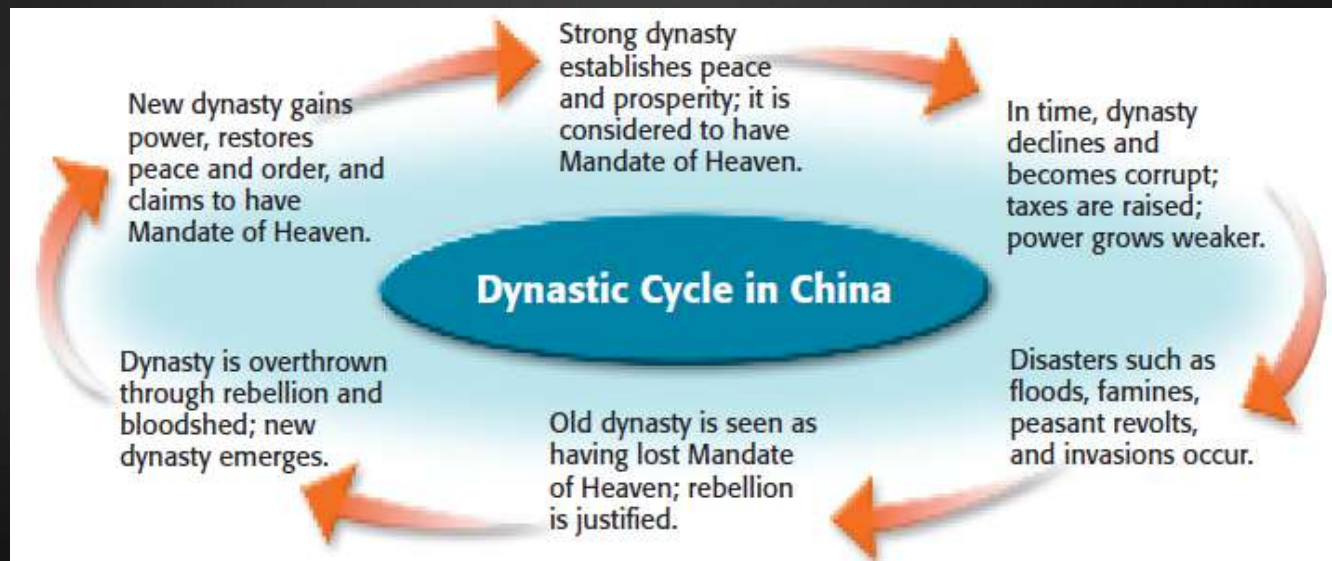 Strong dynasty
establishes peace
and prosperity; it is
considered to have
Mandate of Heaven.
In time, dynasty
declines and
becomes corrupt;
taxes are raised;
power grows weaker.
Disasters such as
floods, famines,
peasant revolts,
and invasions occur.
Old dynasty is seen as
having lost Mandate
of Heaven; rebellion
is justified.
Dynasty is overthrown
through rebellion and
bloodshed; new
dynasty emerges.
New dynasty gains
power, restores
peace and order, and
claims to have
Mandate of Heaven.
Dynastic Cycle in China